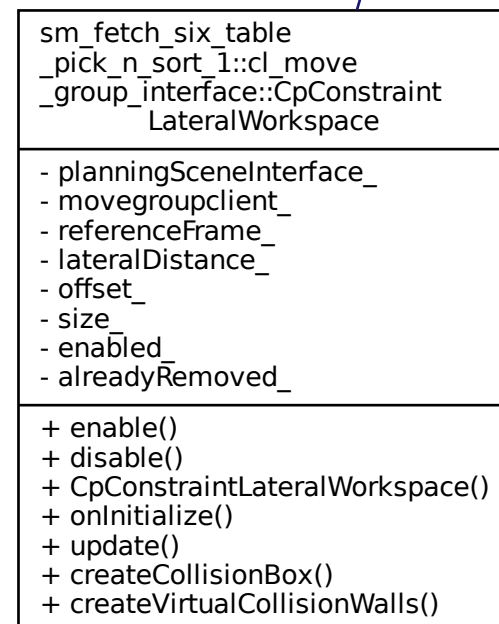 sm_fetch_six_table
_pick_n_sort_1::cl_move
_group_interface::CpConstraint
LateralWorkspace
- planningSceneInterface_
- movegroupclient_
- referenceFrame_
- lateralDistance_
- offset_
- size_
- enabled_
- alreadyRemoved_
+ enable()
+ disable()
+ CpConstraintLateralWorkspace()
+ onInitialize()
+ update()
+ createCollisionBox()
+ createVirtualCollisionWalls()